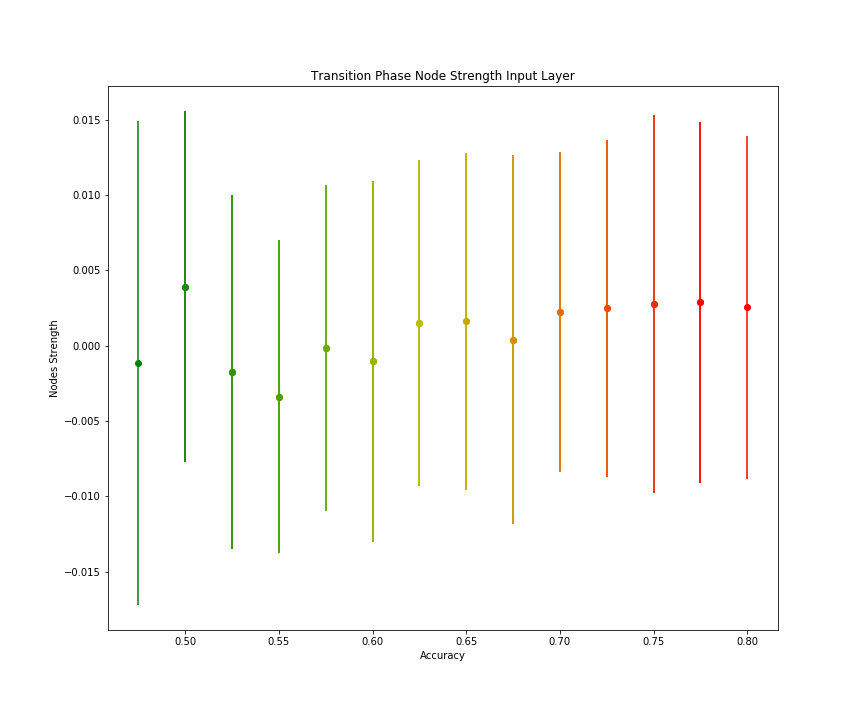 Transition Phase Node Strength Input Layer
0.015
0.010
0.005
0.000
−0.005
−0.010
−0.015
Nodes Strength
0.50 0.55 0.60 0.65 0.70 0.75 0.80
Accuracy